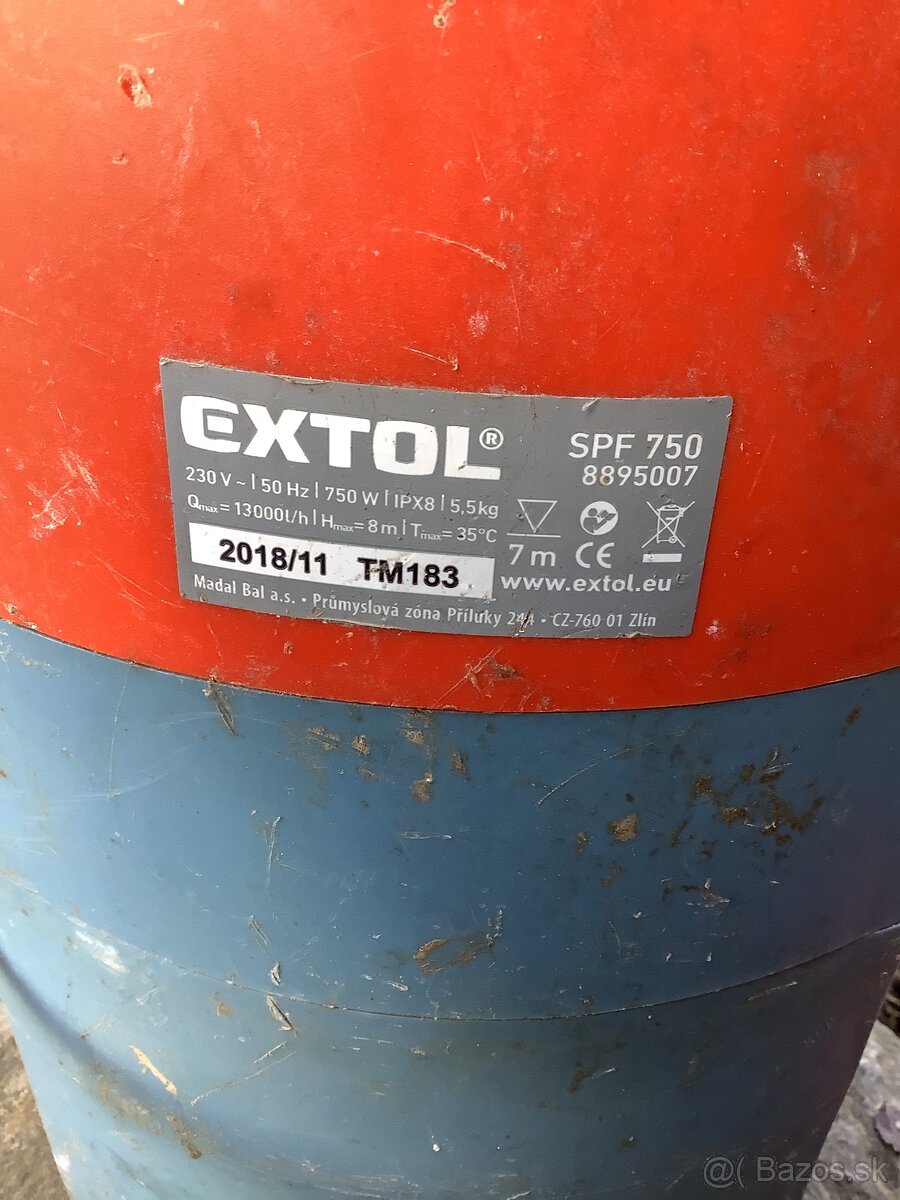 EXTOL®
SPF 750
8895007
230 V ~ | 50 Hz | 750 W | IPX8 | 5,5kg
Qmax= 13000l/h | Hmax= 8m | Tmax= 35°C
7 m CE
2018/11 TM183
www.extol.eu
Madal Bal a.s. • Průmyslová zóna Příluky 244 • CZ-760 01 Zlín
@( Bazos.sk